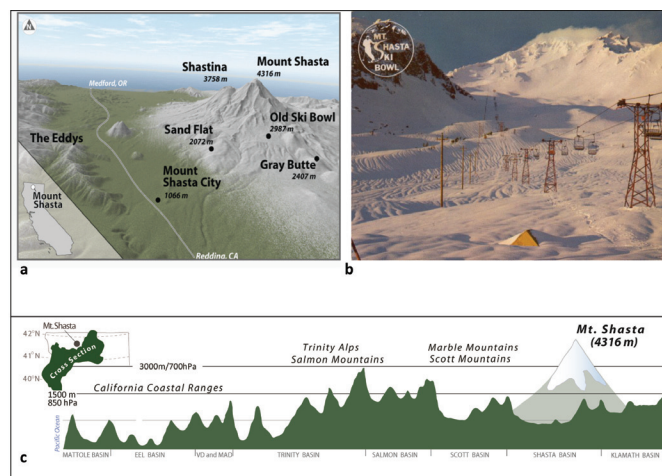 N
Shastina
3758 m
Mount Shasta
4316 m
Medford, OR
Old Ski Bowl
2987 m
Sand Flat
2072 m
The Eddys
Gray Butte
2407 m
Mount
Shasta City
1066 m
Mount
Shasta
Redding, CA
a
MT.
SHASTA
SKI
BOWL
b
Mt. Shasta
42°N
41°N
40°N
Cross Section
Trinity Alps
Salmon Mountains
Marble Mountains
Scott Mountains
Mt. Shasta
(4316 m)
3000m/700hPa
California Coastal Ranges
1500 m
850 hPa
Pacific Ocean
c
MATTOLE BASIN
EEL BASIN
VD and MAD
TRINITY BASIN
SALMON BASIN
SCOTT BASIN
SHASTA BASIN
KLAMATH BASIN